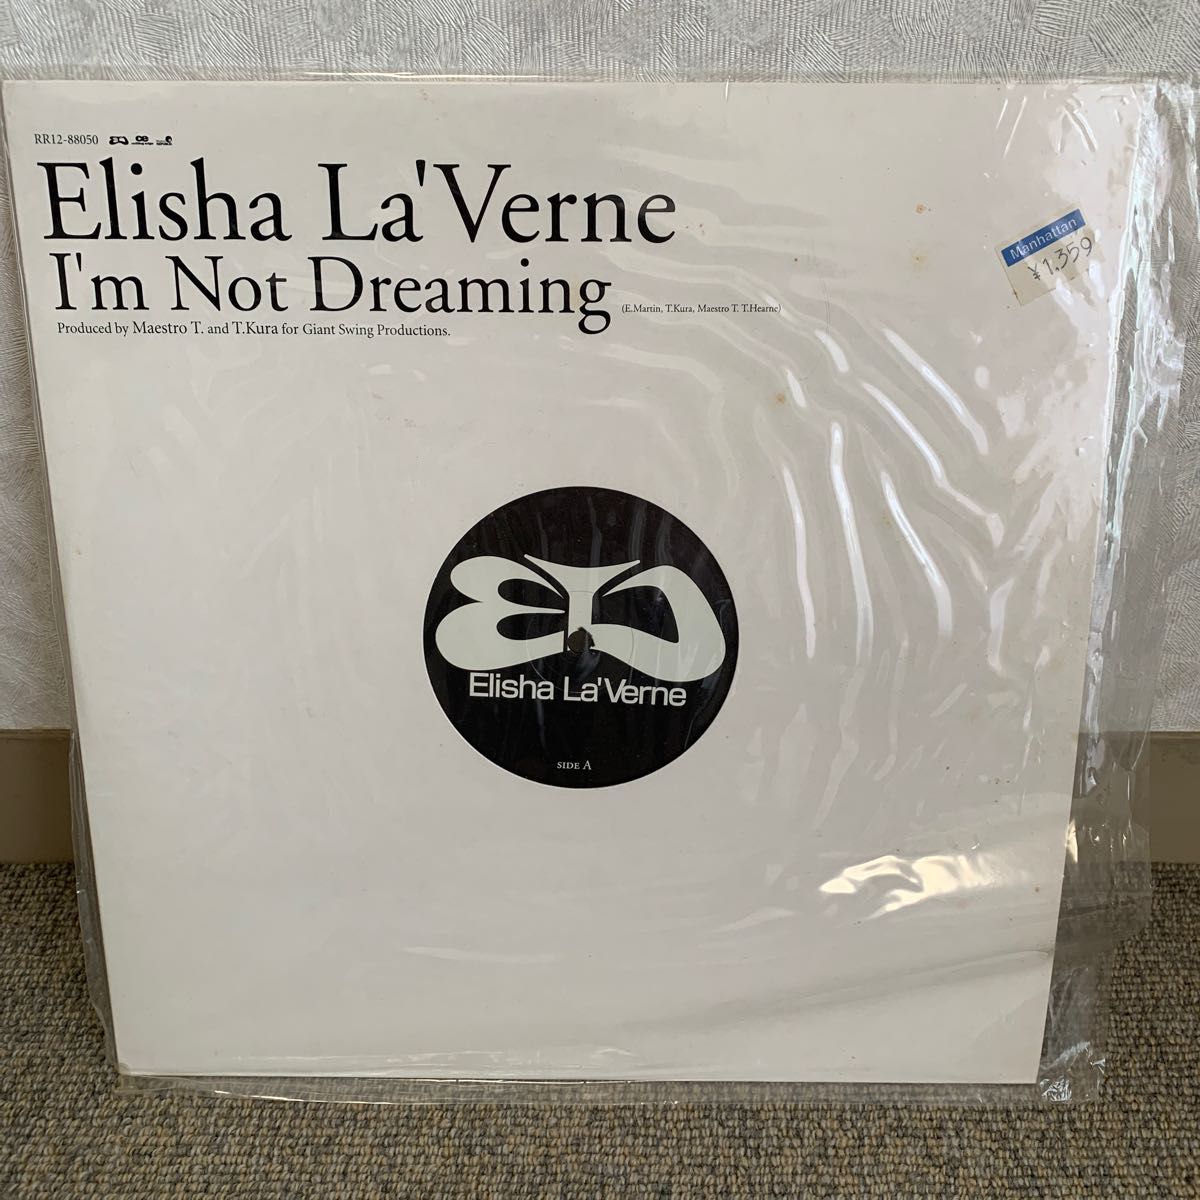 RR12-88050
Elisha La'Verne
I'm Not Dreaming (E.Martin, T.Kura, Maestro T. T.Hearne)
Produced by Maestro T. and T.Kura for Giant Swing Productions.
Manhattan
¥1,359
Elisha La'Verne
SIDE A